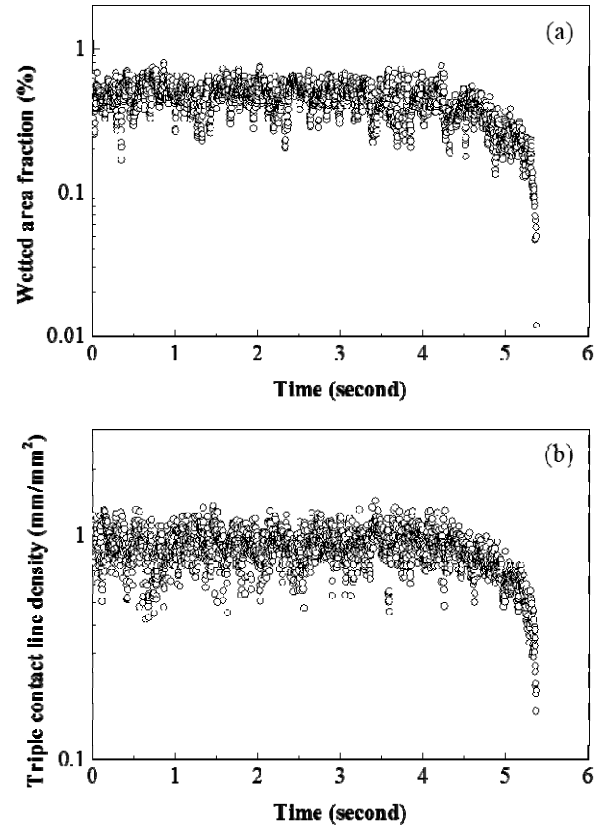 (a)
Wetted area fraction (%)
1
0.1
0.01
0 1 2 3 4 5 6
Time (second)
(b)
Triple contact line density (mm/mm²)
1
0.1
0 1 2 3 4 5 6
Time (second)